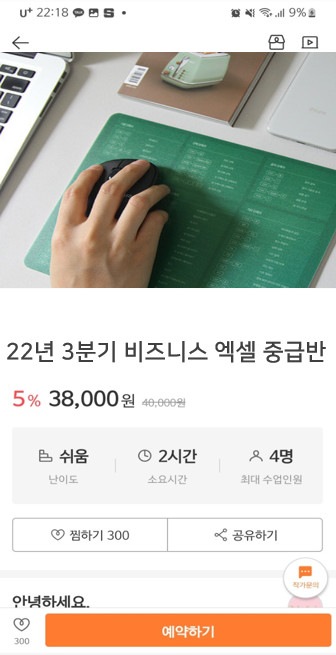 U+ 22:18
9%
22년 3분기 비즈니스 엑셀 중급반
5% 38,000원 40,000원
쉬움 2시간 4명
난이도 소요시간 최대 수업인원
찜하기 300 공유하기
작가문의
안녕하세요.
300 예약하기